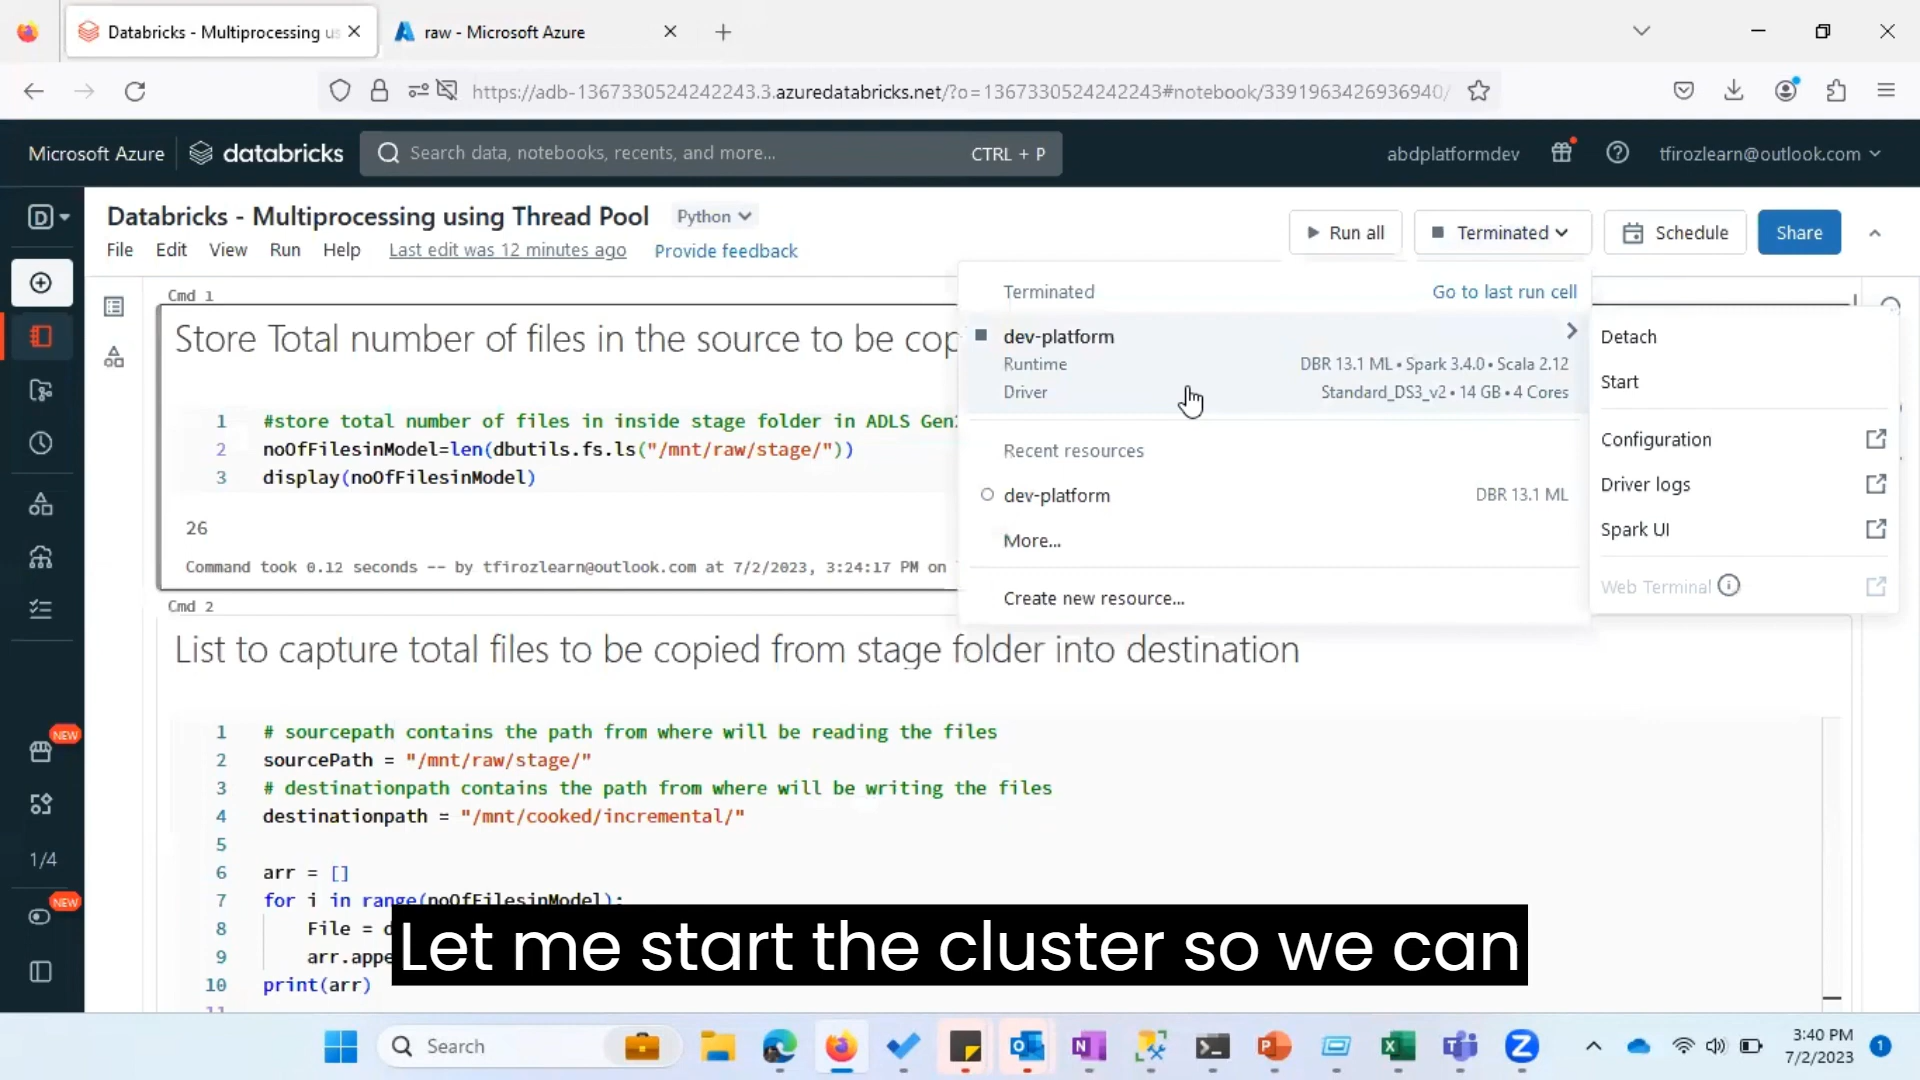 Databricks - Multiprocessing us
raw - Microsoft Azure
https://adb-1367330524242243.3.azuredatabricks.net/?o=1367330524242243#notebook/3391963426936940/
Microsoft Azure
databricks
Search data, notebooks, recents, and more...
CTRL + P
abdplatformdev
tfirozlearn@outlook.com
D
Databricks - Multiprocessing using Thread Pool
Python
Run all
Terminated
Schedule
Share
File
Edit
View
Run
Help
Last edit was 12 minutes ago
Provide feedback
Cmd 1
Store Total number of files in the source to be cop
1 #store total number of files in inside stage folder in ADLS Gen
2 noOfFilesinModel=len(dbutils.fs.ls("/mnt/raw/stage/"))
3 display(noOfFilesinModel)
26
Command took 0.12 seconds -- by tfirozlearn@outlook.com at 7/2/2023, 3:24:17 PM on
Terminated
Go to last run cell
dev-platform
Runtime
DBR 13.1 ML • Spark 3.4.0 • Scala 2.12
Driver
Standard_DS3_v2 • 14 GB • 4 Cores
Recent resources
dev-platform
DBR 13.1 ML
More...
Create new resource...
Detach
Start
Configuration
Driver logs
Spark UI
Web Terminal
Cmd 2
List to capture total files to be copied from stage folder into destination
1 # sourcepath contains the path from where will be reading the files
2 sourcePath = "/mnt/raw/stage/"
3 # destinationpath contains the path from where will be writing the files
4 destinationpath = "/mnt/cooked/incremental/"
5
6 arr = []
7 for i in range(noOfFilesinModel):
8 File = d
9 arr.appe
10 print(arr)
11
NEW
1/4
NEW
Let me start the cluster so we can
Search
3:40 PM
7/2/2023
1